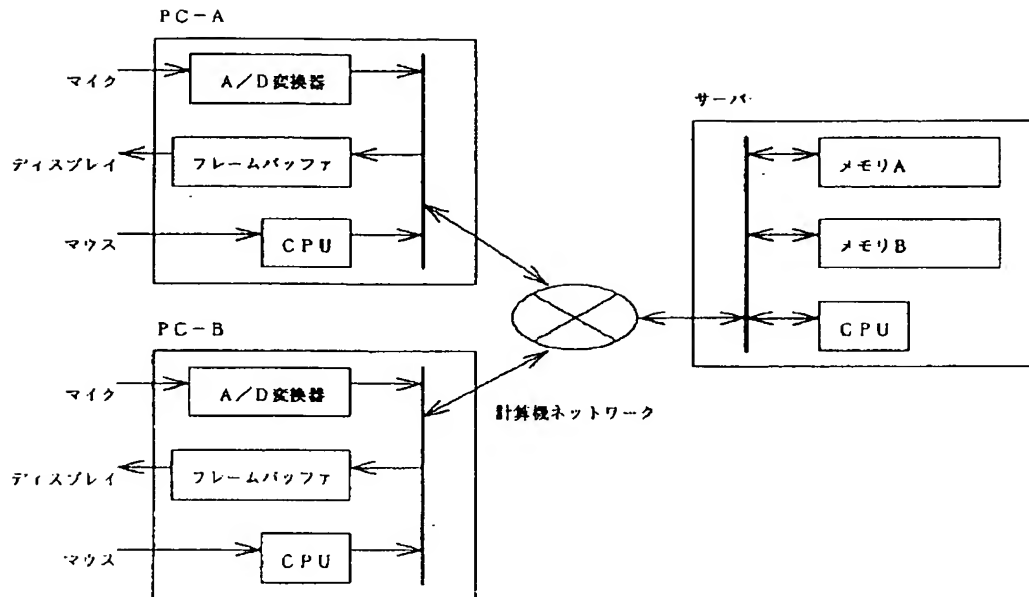 PC-A
マイク
A/D変換器
ディスプレイ
フレームバッファ
マウス
CPU
サーバ
メモリA
メモリB
CPU
計算機ネットワーク
PC-B
マイク
A/D変換器
ディスプレイ
フレームバッファ
マウス
CPU